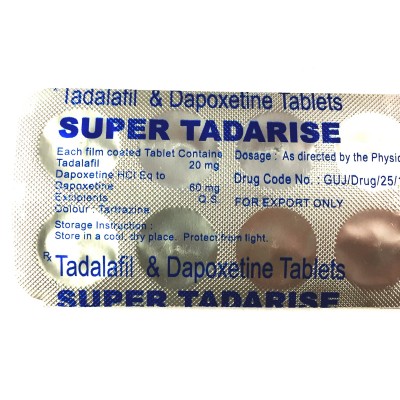 Tadalafil & Dapoxetine Tablets
SUPER TADARISE
Each film coated Tablet Contains
Tadalafil 20 mg
Dapoxetine HCl Eq to
Dapoxetine 60 mg
Excipients Q.S.
Colour : Tartrazine
Storage Instruction :
Store in a cool, dry place. Protect from light.
Dosage : As directed by the Physic
Drug Code No. : GUJ/Drug/25/1
FOR EXPORT ONLY
Rx Tadalafil & Dapoxetine Tablets
SUPER TADARISE